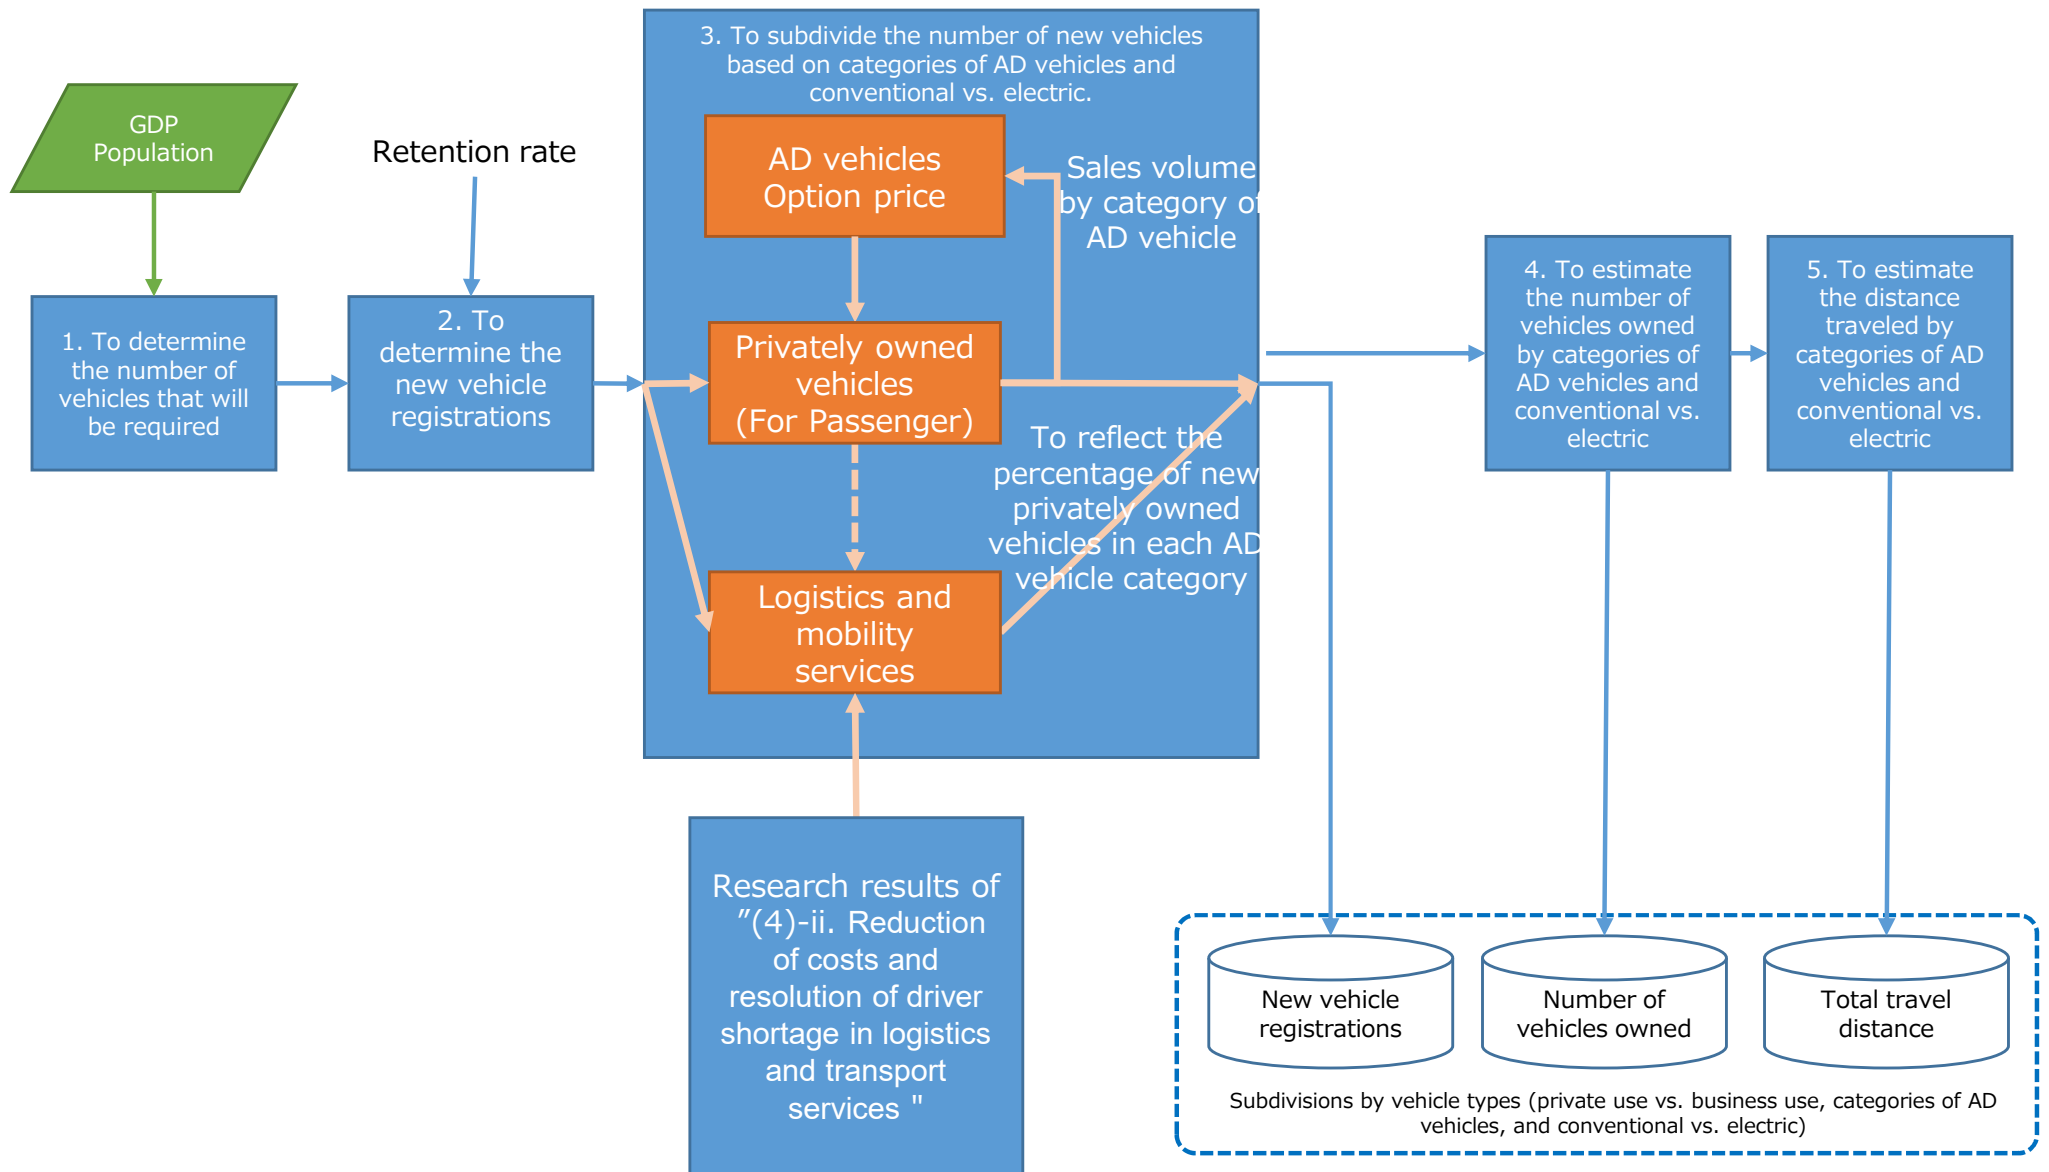 GDP
Population
Retention rate
1. To determine
the number of
vehicles that will
be required
2. To
determine the
new vehicle
registrations
3. To subdivide the number of new vehicles
based on categories of AD vehicles and
conventional vs. electric.
AD vehicles
Option price
Sales volume
by category of
AD vehicle
Privately owned
vehicles
(For Passenger)
To reflect the
percentage of new
privately owned
vehicles in each AD
vehicle category
Logistics and
mobility
services
Research results of
"(4)-ii. Reduction
of costs and
resolution of driver
shortage in logistics
and transport
services "
4. To estimate
the number of
vehicles owned
by categories of
AD vehicles and
conventional vs.
electric
5. To estimate
the distance
traveled by
categories of AD
vehicles and
conventional vs.
electric
New vehicle
registrations
Number of
vehicles owned
Total travel
distance
Subdivisions by vehicle types (private use vs. business use, categories of AD
vehicles, and conventional vs. electric)